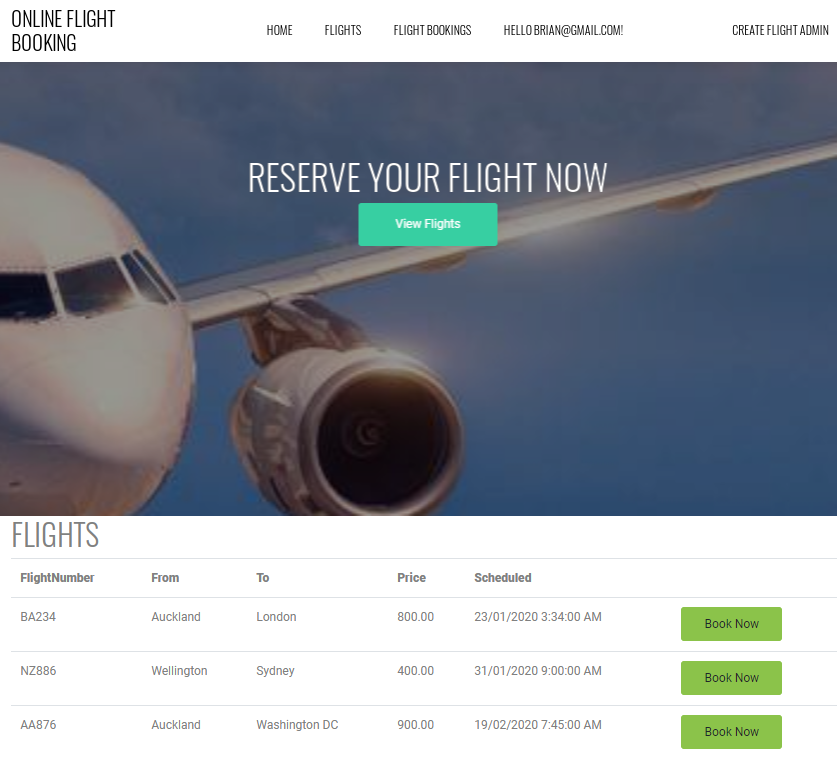 ONLINE FLIGHT
BOOKING
HOME FLIGHTS FLIGHT BOOKINGS HELLO BRIAN@GMAIL.COM! CREATE FLIGHT ADMIN
RESERVE YOUR FLIGHT NOW
View Flights
FLIGHTS
FlightNumber From To Price Scheduled
BA234 Auckland London 800.00 23/01/2020 3:34:00 AM Book Now
NZ886 Wellington Sydney 400.00 31/01/2020 9:00:00 AM Book Now
AA876 Auckland Washington DC 900.00 19/02/2020 7:45:00 AM Book Now